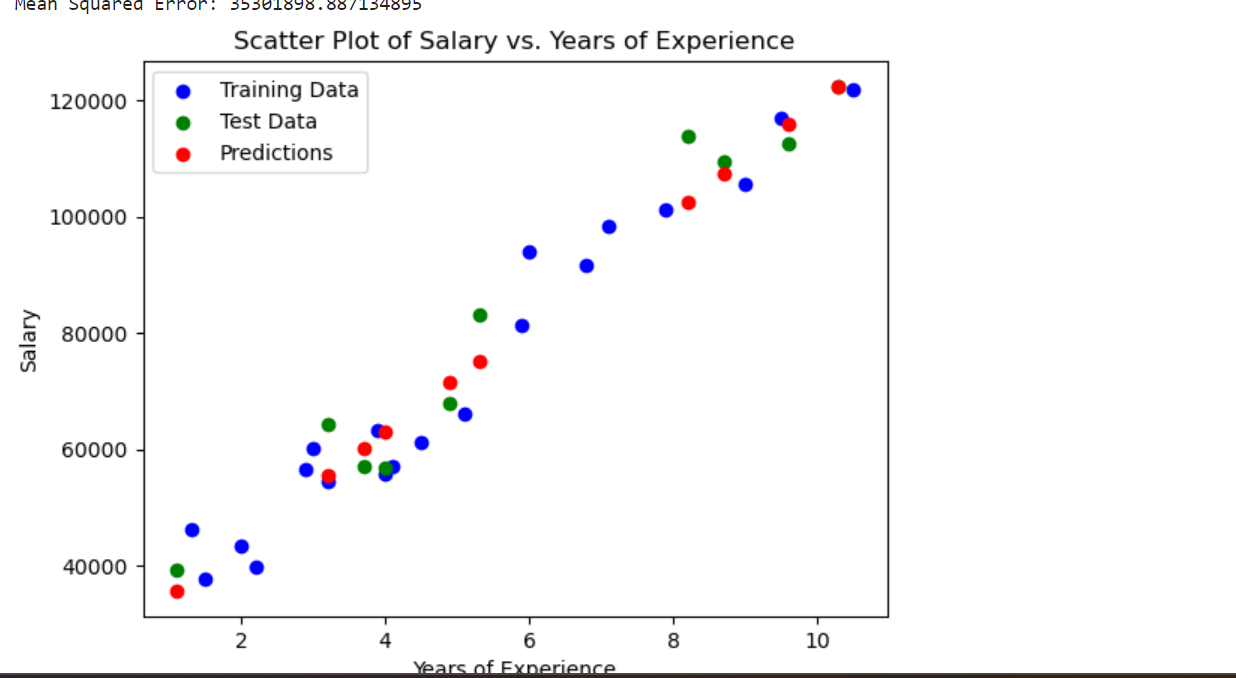 Mean Squared Error: 35301898.887134895
Scatter Plot of Salary vs. Years of Experience
Training Data
Test Data
Predictions
120000
100000
80000
60000
40000
Salary
2 4 6 8 10
Years of Experience